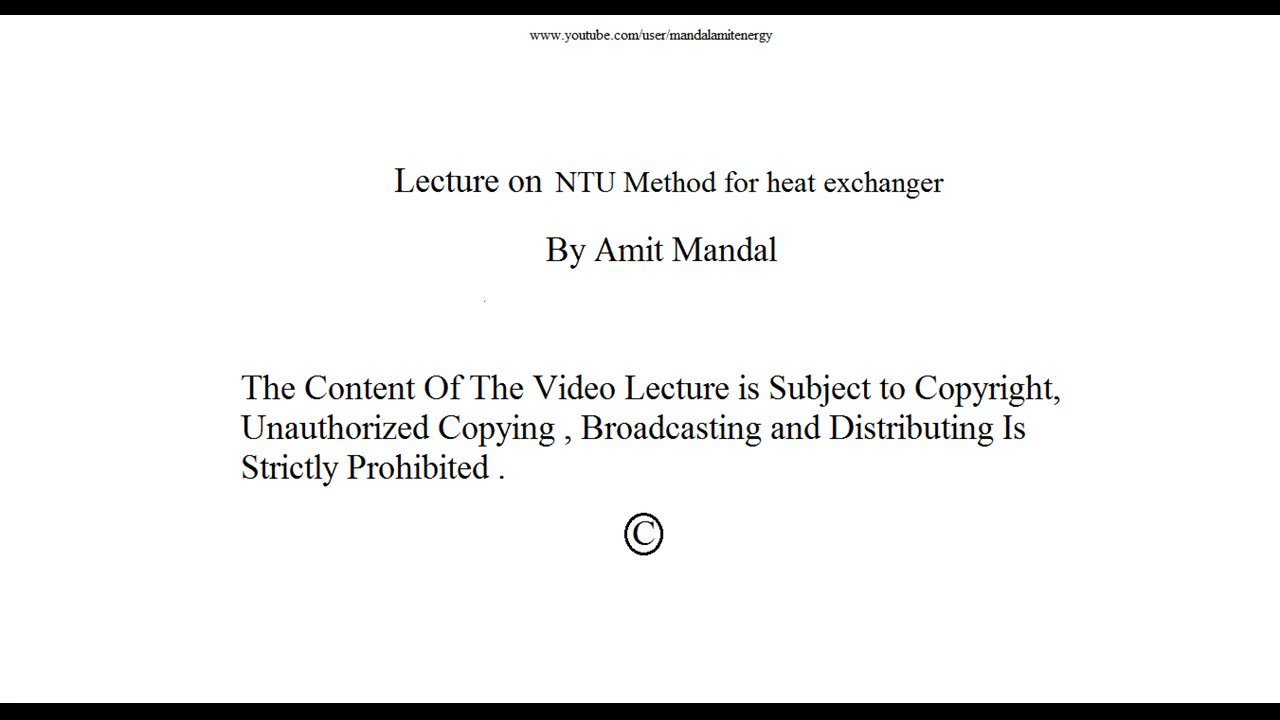 www.youtube.com/user/mandalamitenergy
Lecture on NTU Method for heat exchanger
By Amit Mandal
The Content Of The Video Lecture is Subject to Copyright,
Unauthorized Copying , Broadcasting and Distributing Is
Strictly Prohibited .
©